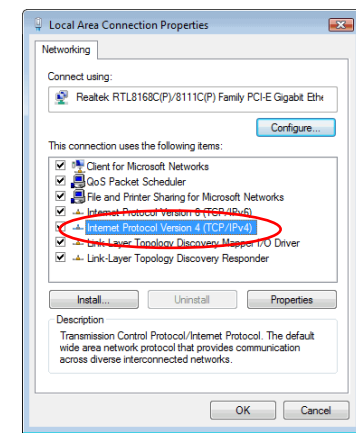 Local Area Connection Properties
Networking
Connect using:
Realtek RTL8168C(P)/8111C(P) Family PCI-E Gigabit Ethe
Configure...
This connection uses the following items:
Client for Microsoft Networks
QoS Packet Scheduler
File and Printer Sharing for Microsoft Networks
Internet Protocol Version 6 (TCP/IPv6)
Internet Protocol Version 4 (TCP/IPv4)
Link-Layer Topology Discovery Mapper I/O Driver
Link-Layer Topology Discovery Responder
Install... Uninstall Properties
Description
Transmission Control Protocol/Internet Protocol. The default
wide area network protocol that provides communication
across diverse interconnected networks.
OK Cancel